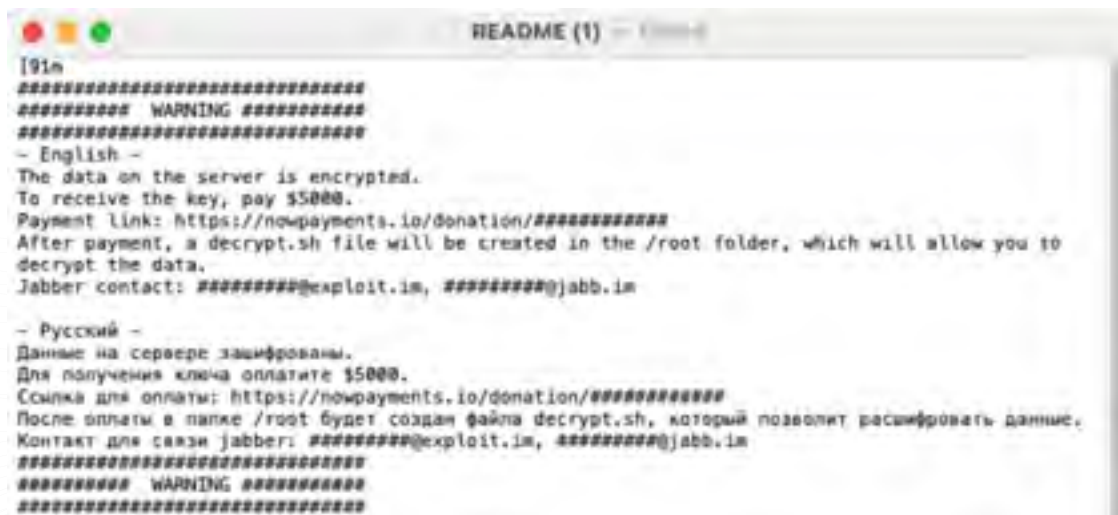 README (1)
[91m
###############################
########## WARNING ###########
###############################
- English -
The data on the server is encrypted.
To receive the key, pay $5000.
Payment link: https://nowpayments.io/donation/############
After payment, a decrypt.sh file will be created in the /root folder, which will allow you to
decrypt the data.
Jabber contact: #########@exploit.im, #########@jabb.im
- Русский -
Данные на сервере зашифрованы.
Для получения ключа оплатите $5000.
Ссылка для оплаты: https://nowpayments.io/donation/############
После оплаты в папке /root будет создан файла decrypt.sh, который позволит расшифровать данные.
Контакт для связи jabber: #########@exploit.im, #########@jabb.im
###############################
########## WARNING ###########
###############################